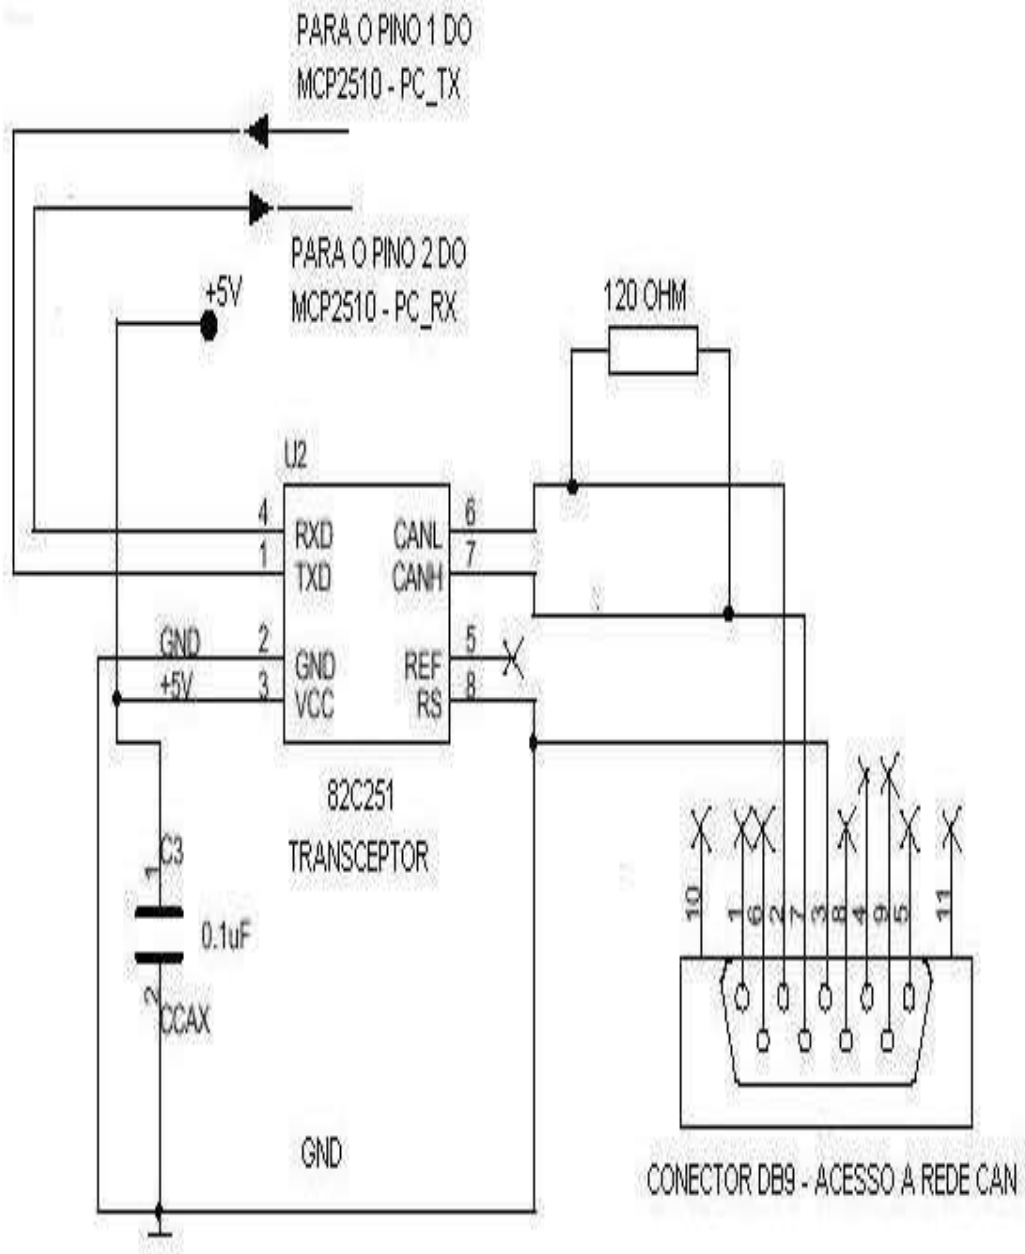 PARA O PINO 1 DO
MCP2510 - PC_TX
PARA O PINO 2 DO
MCP2510 - PC_RX
+5V
120 OHM
U2
4
RXD
CANL
6
1
TXD
CANH
7
GND
2
GND
REF
5
+5V
3
VCC
RS
8
82C251
TRANSCEPTOR
1
C3
0.1uF
2
CCAX
GND
10
1
6
2
7
3
8
4
9
5
11
CONECTOR DB9 - ACESSO A REDE CAN